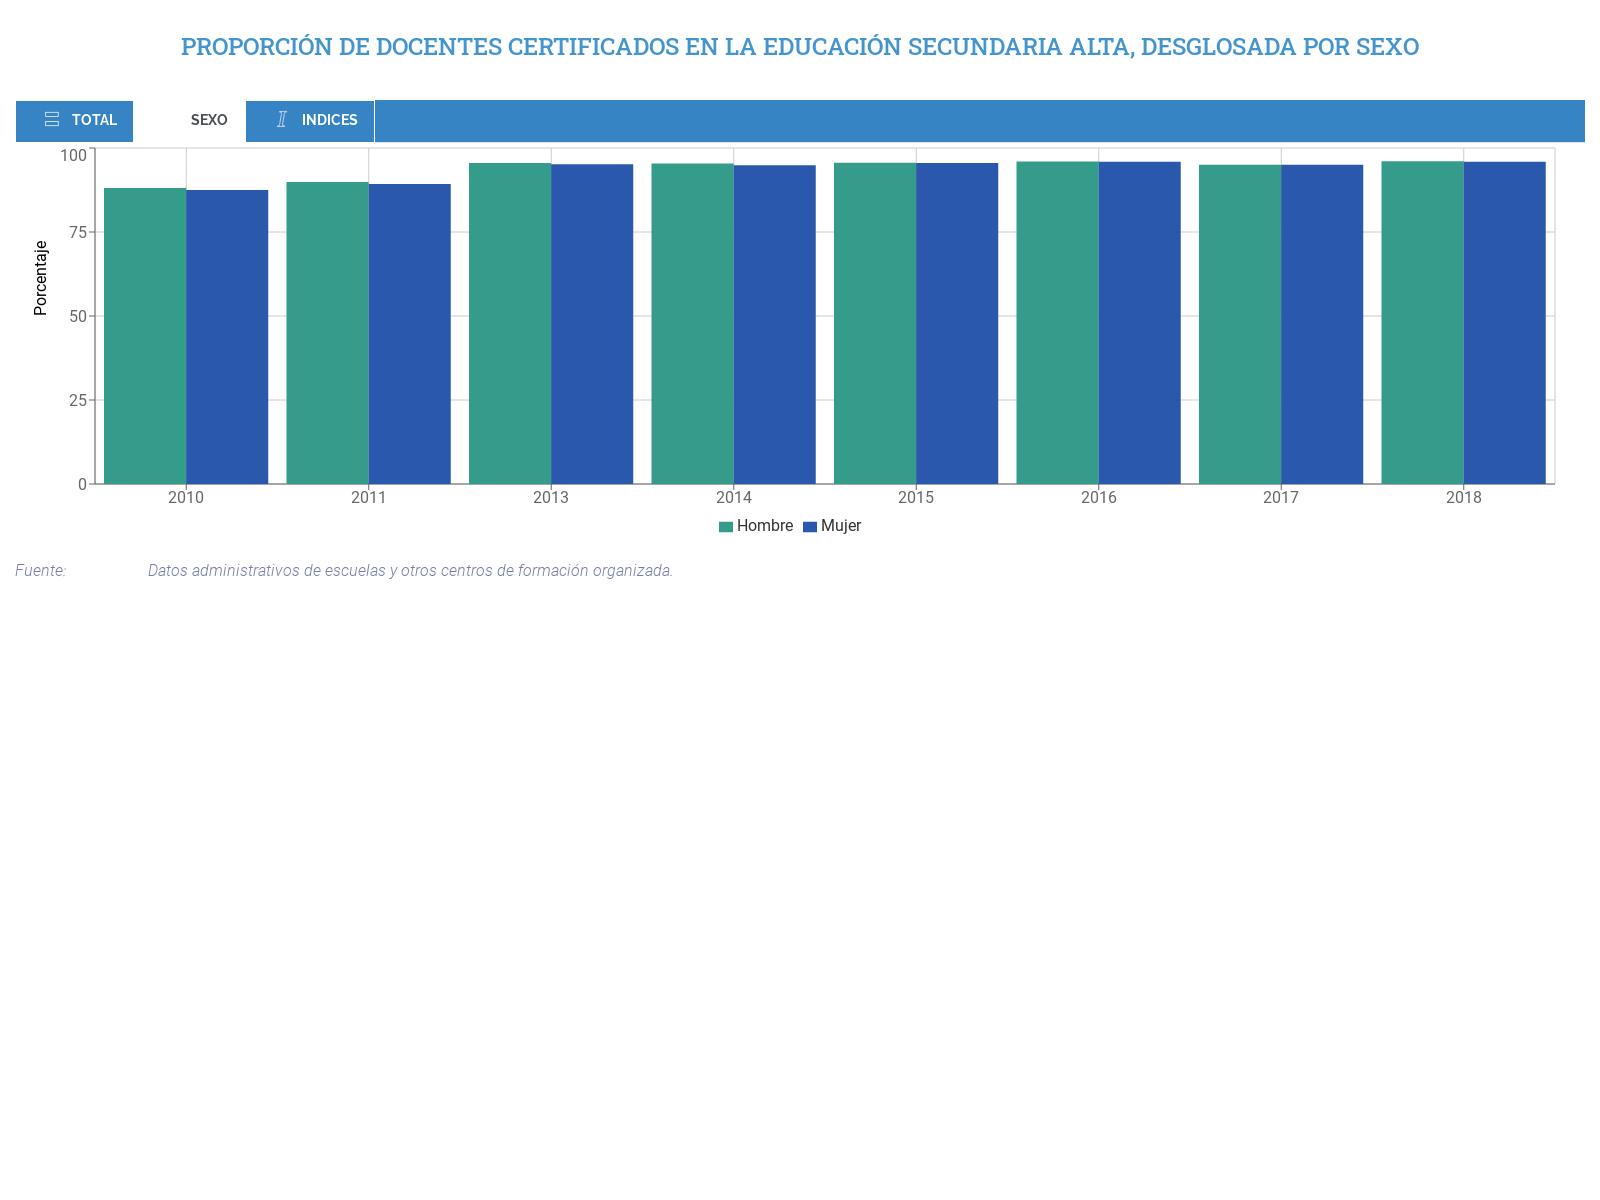 PROPORCIÓN DE DOCENTES CERTIFICADOS EN LA EDUCACIÓN SECUNDARIA ALTA, DESGLOSADA POR SEXO
TOTAL SEXO INDICES
100
75
50
25
0
Porcentaje
2010 2011 2013 2014 2015 2016 2017 2018
Hombre Mujer
Fuente: Datos administrativos de escuelas y otros centros de formación organizada.